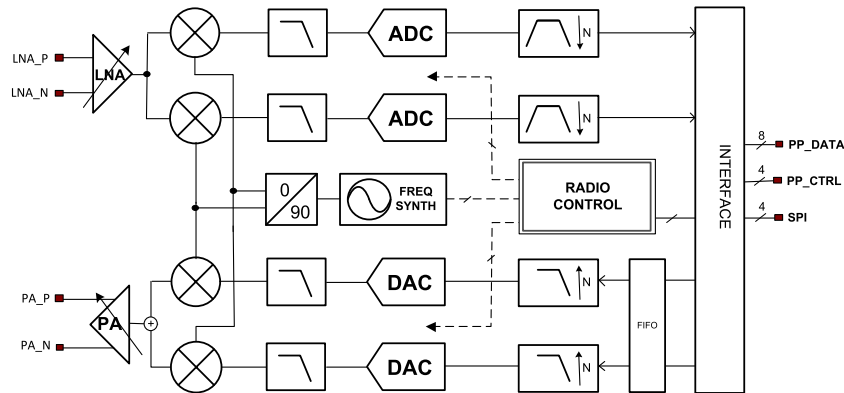 ADC
N
LNA_P
LNA
LNA_N
ADC
N
INTERFACE
8
PP_DATA
4
PP_CTRL
4
SPI
0
90
FREQ
SYNTH
RADIO
CONTROL
PA_P
PA
PA_N
+
DAC
N
FIFO
DAC
N